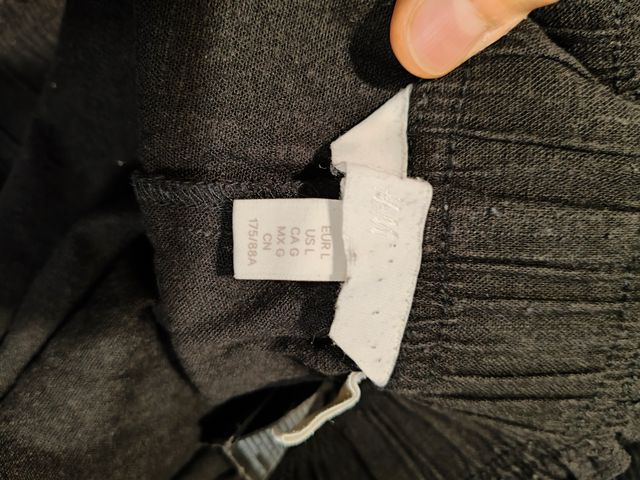 H&M
EUR L
US L
CA G
MX G
CN
175/88A